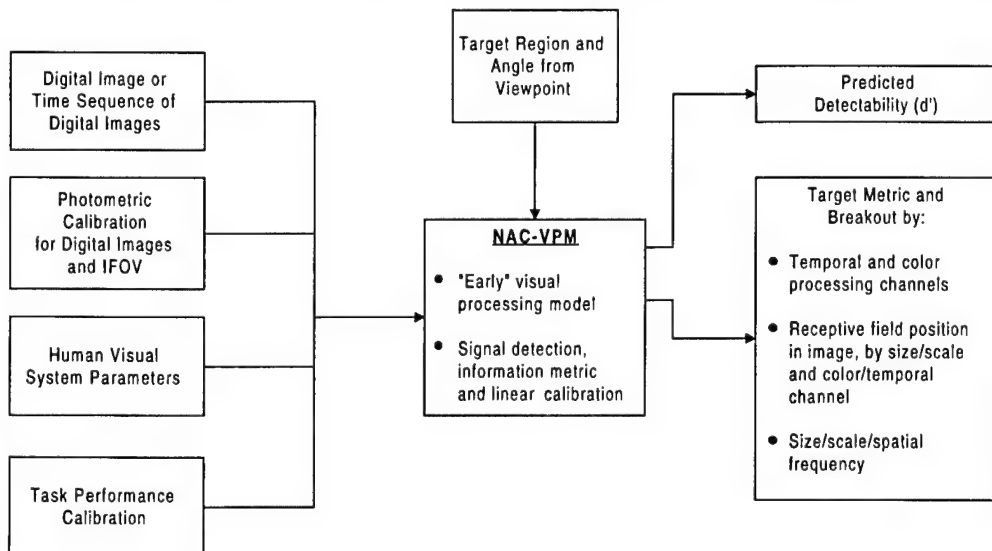 Digital Image or
Time Sequence of
Digital Images
Photometric
Calibration
for Digital Images
and IFOV
Human Visual
System Parameters
Task Performance
Calibration
Target Region and
Angle from
Viewpoint
NAC-VPM
• "Early" visual
processing model
• Signal detection,
information metric
and linear calibration
Predicted
Detectability (d')
Target Metric and
Breakout by:
• Temporal and color
processing channels
• Receptive field position
in image, by size/scale
and color/temporal
channel
• Size/scale/spatial
frequency